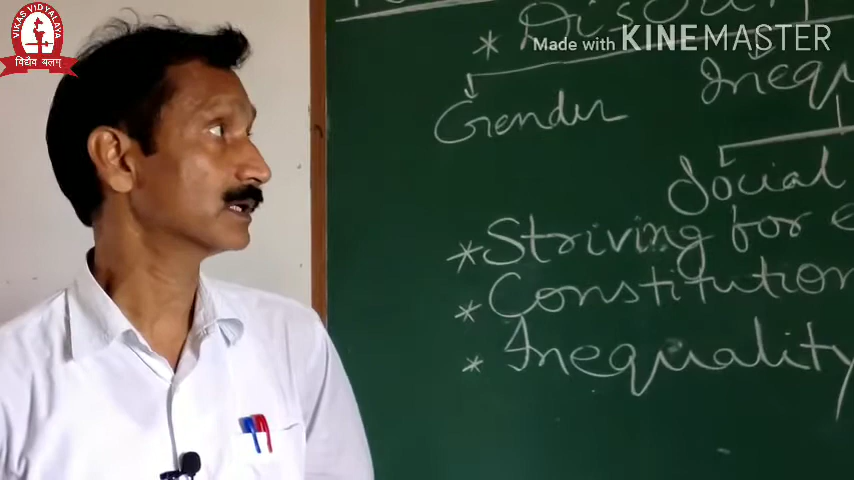 VIKAS VIDYALAYA
विद्यैव बलम्
Made with KINEMASTER
*
Gender
Social
* Striving for
* Constitution
* Inequality